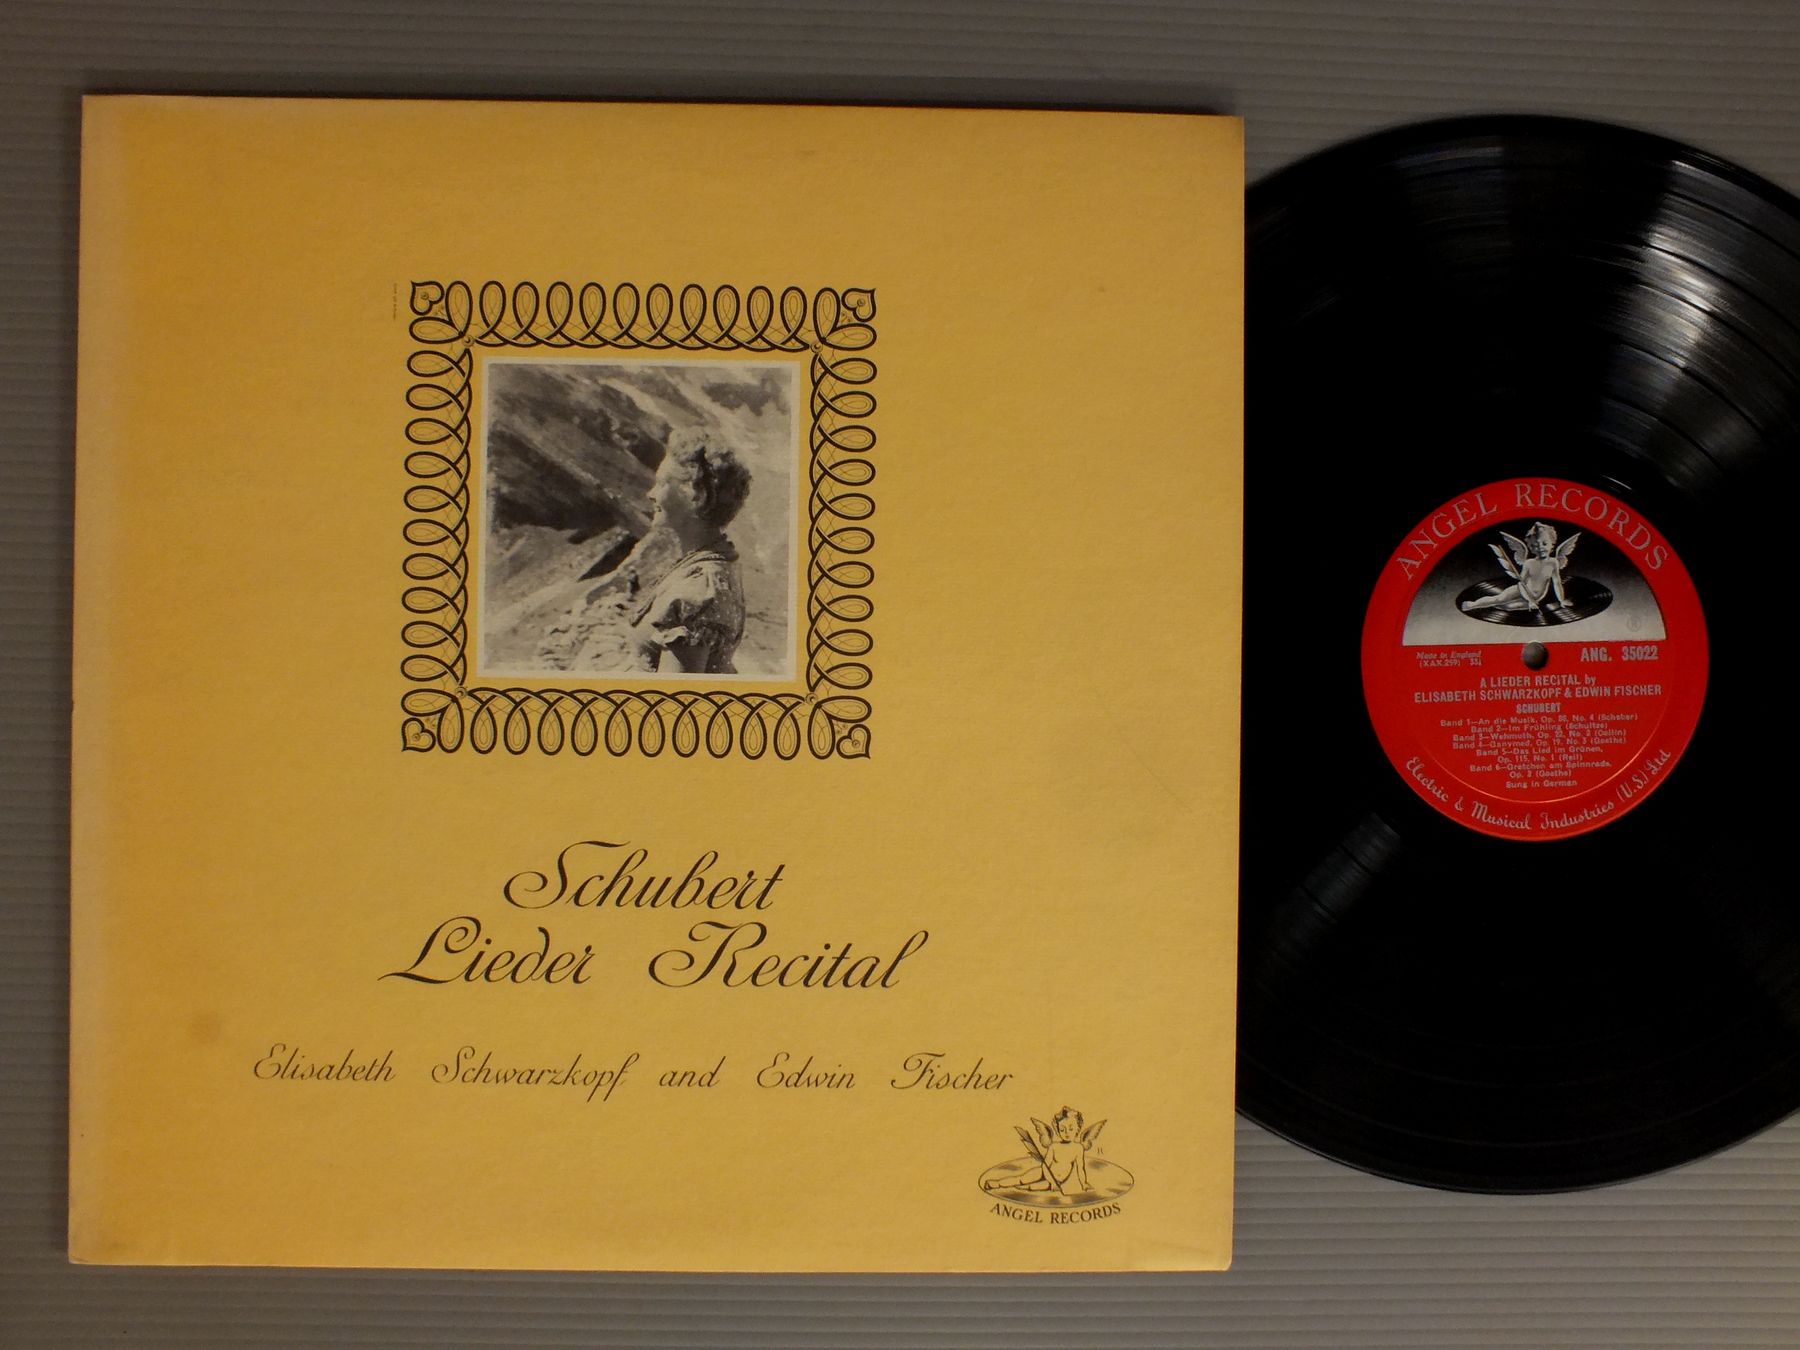 Schubert
Lieder Recital
Elisabeth Schwarzkopf and Edwin Fischer
R
ANGEL RECORDS
ANGEL RECORDS
®
Made in England
(XAX.259) 33⅓
ANG. 35022
A LIEDER RECITAL by
ELISABETH SCHWARZKOPF & EDWIN FISCHER
SCHUBERT
Band 1—An die Musik, Op. 88, No. 4 (Schober)
Band 2—Im Frühling (Schultze)
Band 3—Wehmuth, Op. 22, No. 2 (Collin)
Band 4—Ganymed, Op. 19, No. 3 (Goethe)
Band 5—Das Lied im Grünen,
Op. 115, No. 1 (Reil)
Band 6—Gretchen am Spinnrade,
Op. 2 (Goethe)
Sung in German
Electric & Musical Industries (U.S.) Ltd